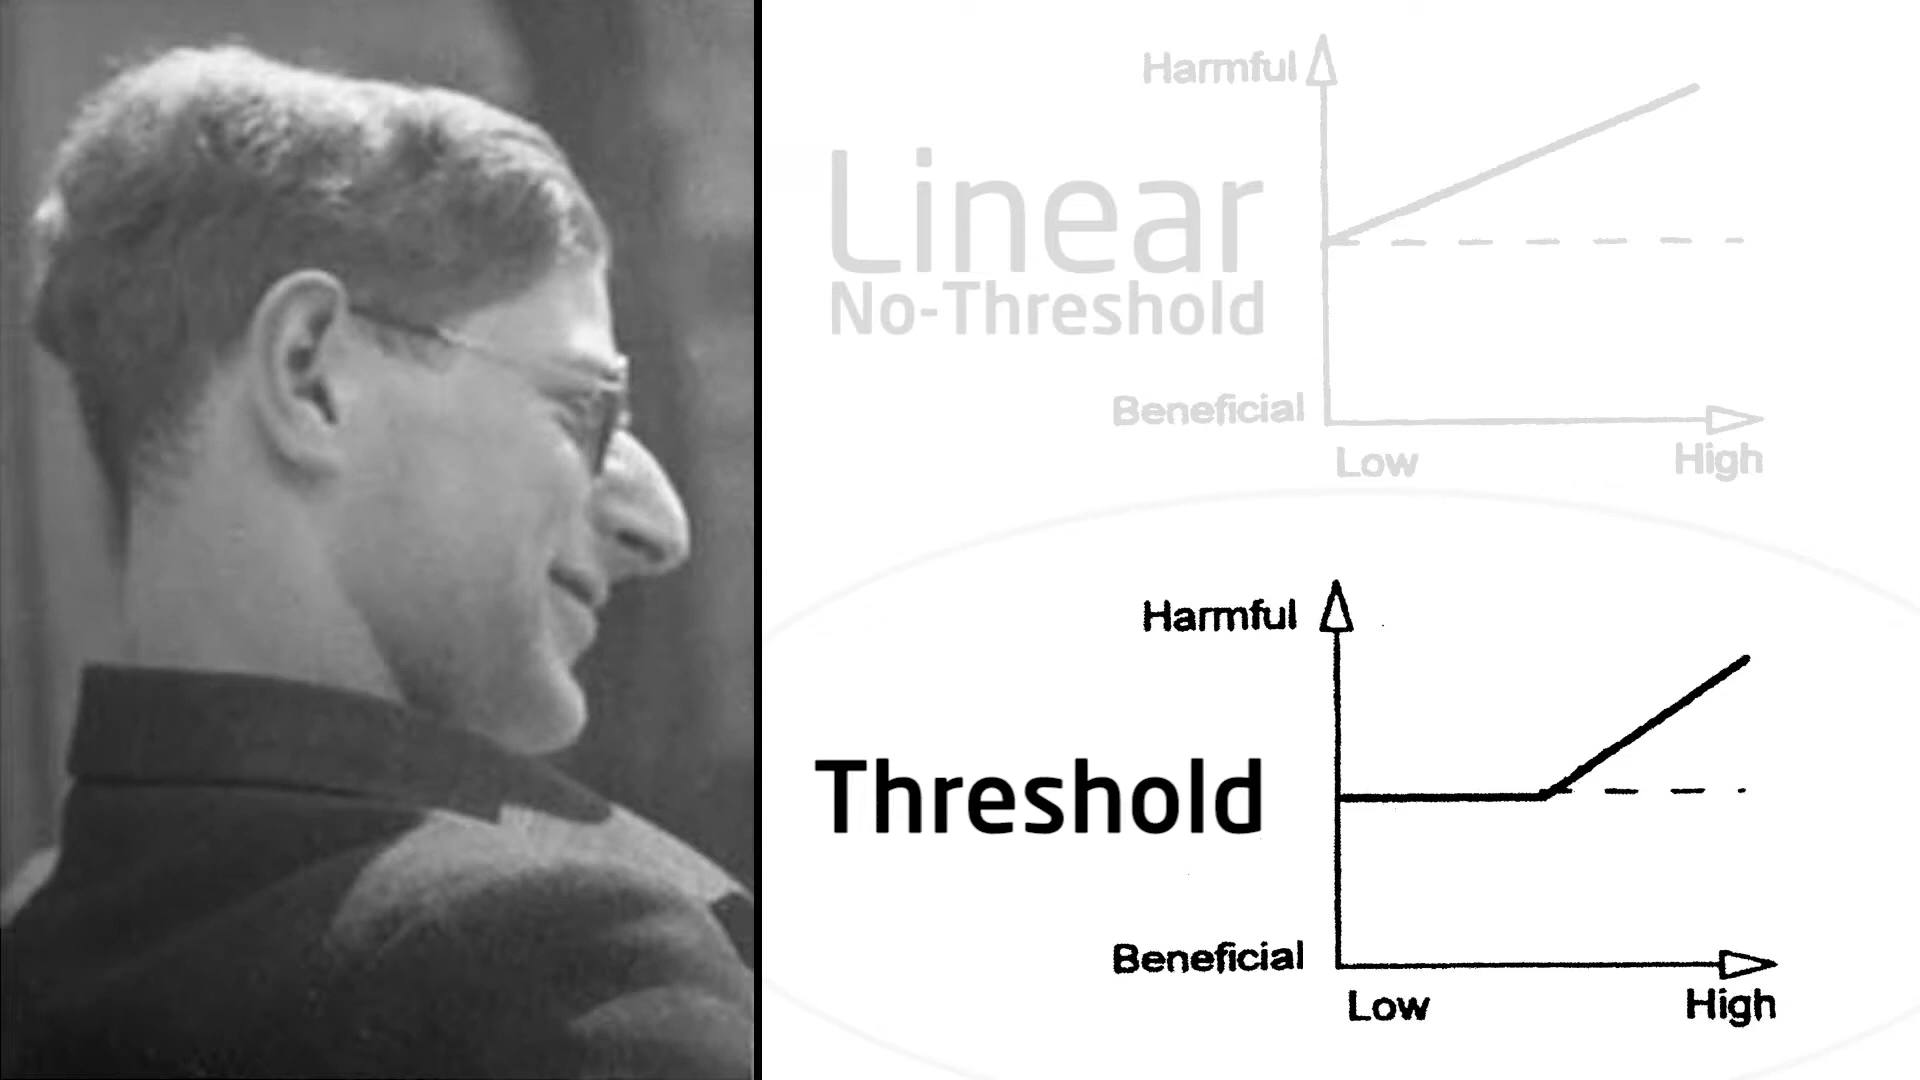 Harmful
Linear
No-Threshold
Beneficial
Low High
Harmful
Threshold
Beneficial
Low High